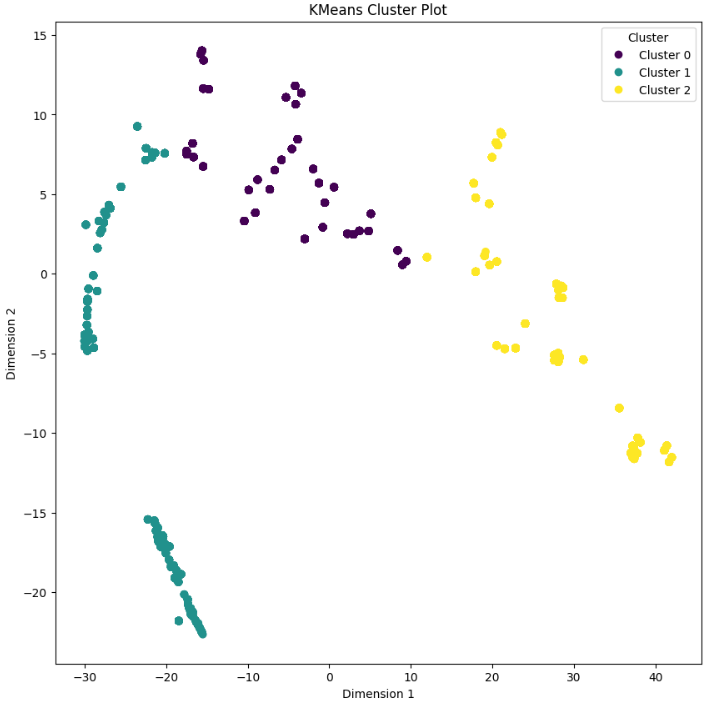 KMeans Cluster Plot
Cluster
Cluster 0
Cluster 1
Cluster 2
15
10
5
0
−5
−10
−15
−20
Dimension 2
−30
−20
−10
0
10
20
30
40
Dimension 1